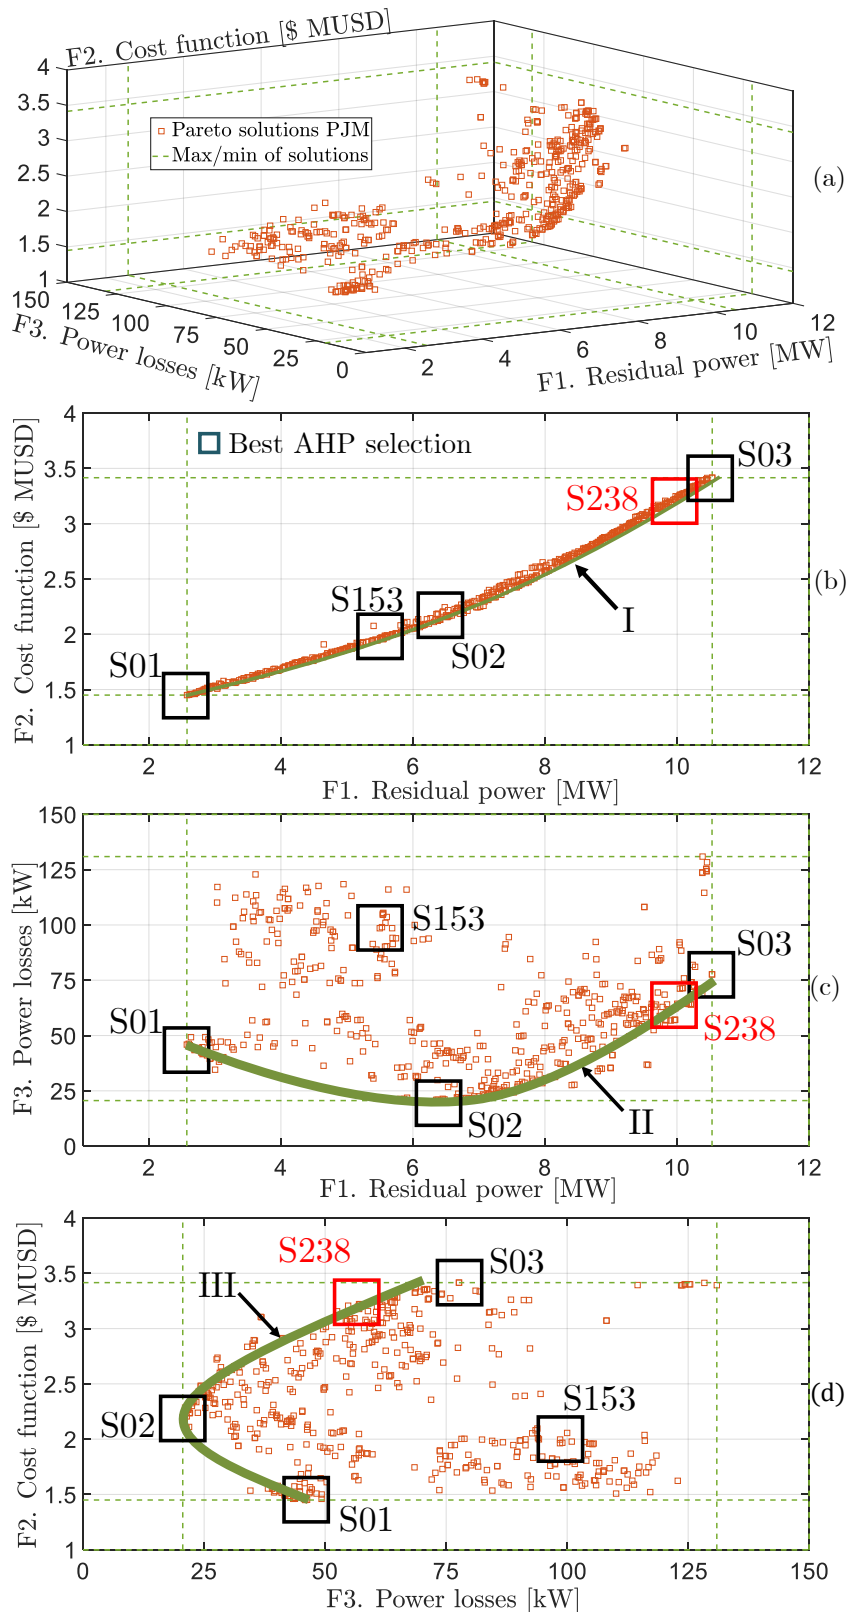 F2. Cost function [$ MUSD]
4
3.5
3
2.5
2
1.5
1
Pareto solutions PJM
Max/min of solutions
(a)
150
125
100
75
50
25
0
F3. Power losses [kW]
2
4
6
8
10
12
F1. Residual power [MW]
4
3.5
3
2.5
2
1.5
1
F2. Cost function [$ MUSD]
Best AHP selection
S03
S238
S153
S02
S01
I
(b)
2
4
6
8
10
12
F1. Residual power [MW]
150
125
100
75
50
25
0
F3. Power losses [kW]
S153
S03
S01
S238
S02
II
(c)
2
4
6
8
10
12
F1. Residual power [MW]
4
3.5
3
2.5
2
1.5
1
F2. Cost function [$ MUSD]
S238
S03
III
S153
S02
S01
(d)
0
25
50
75
100
125
150
F3. Power losses [kW]